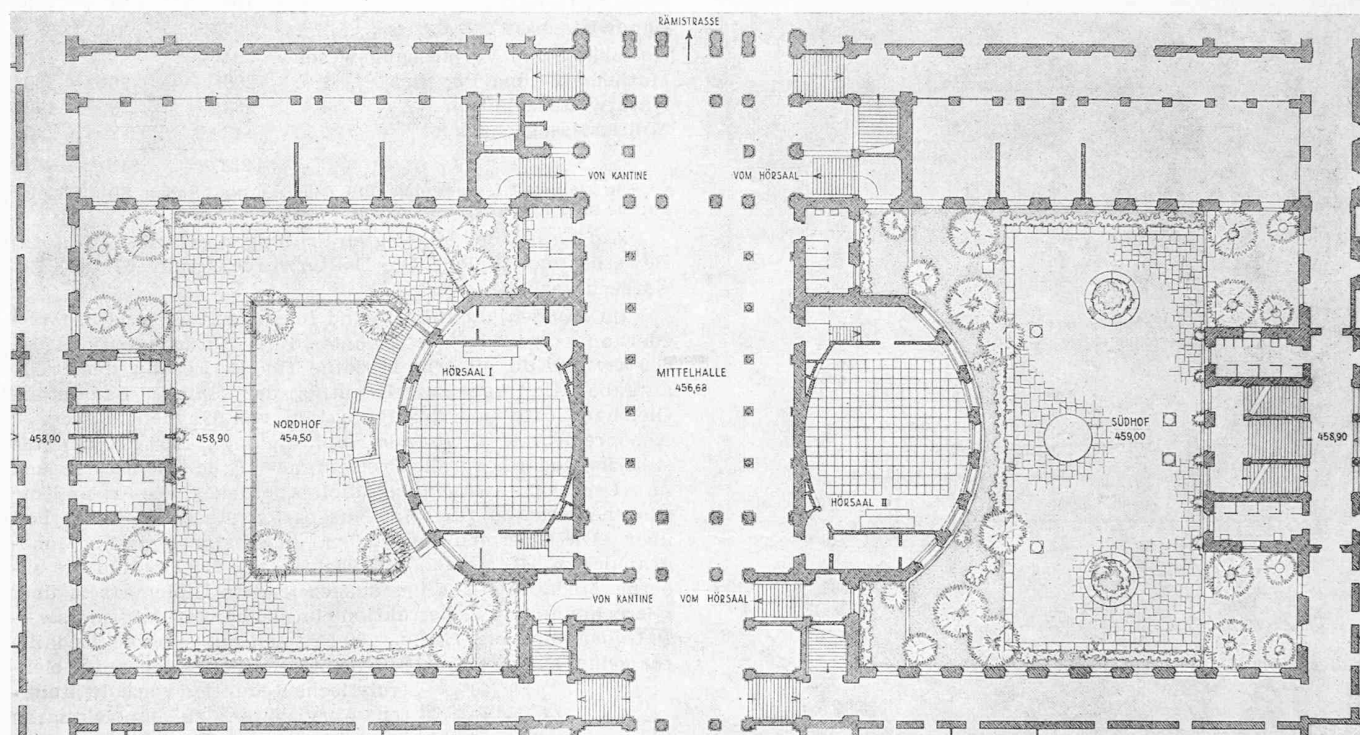 RÄMISTRASSE
VON KANTINE
VOM HÖRSAAL
HÖRSAAL I
MITTELHALLE
456,68
458,90
458,90
NORDHOF
454,50
SÜDHOF
459,00
458,90
HÖRSAAL II
VON KANTINE
VOM HÖRSAAL